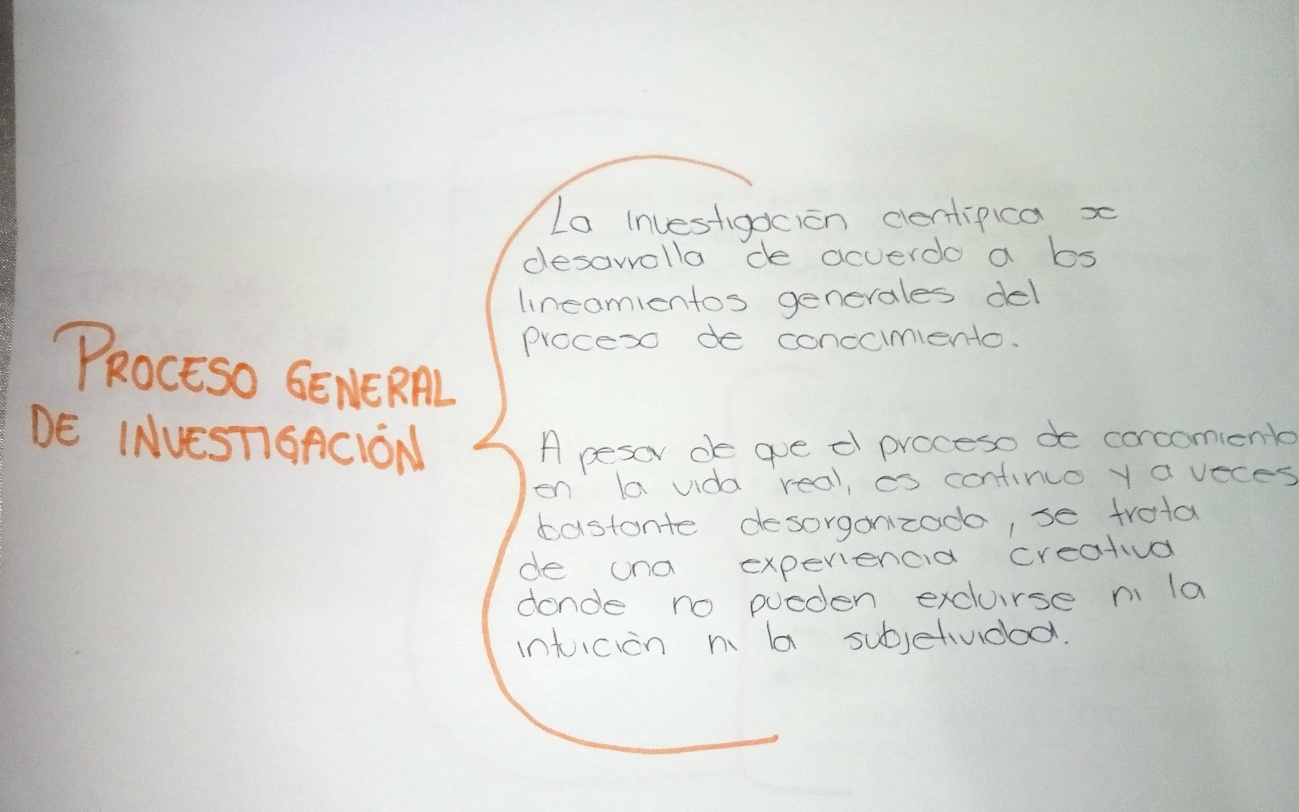 PROCESO GENERAL
DE INVESTIGACIÓN
La investigación científica se
desarrolla de acuerdo a los
lineamientos generales del
proceso de conocimiento.
A pesar de que el proceso de conocimiento
en la vida real, es continuo y a veces
bastante desorganizado, se trata
de una experiencia creativa
donde no pueden excluirse ni la
intuición ni la subjetividad.